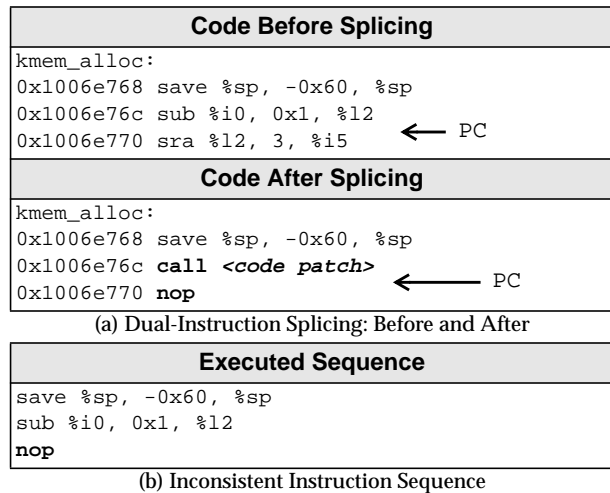 Code Before Splicing
kmem_alloc:
0x1006e768 save %sp, -0x60, %sp
0x1006e76c sub %i0, 0x1, %l2
0x1006e770 sra %l2, 3, %i5
PC
Code After Splicing
kmem_alloc:
0x1006e768 save %sp, -0x60, %sp
0x1006e76c call <code patch>
0x1006e770 nop
PC
(a) Dual-Instruction Splicing: Before and After
Executed Sequence
save %sp, -0x60, %sp
sub %i0, 0x1, %l2
nop
(b) Inconsistent Instruction Sequence